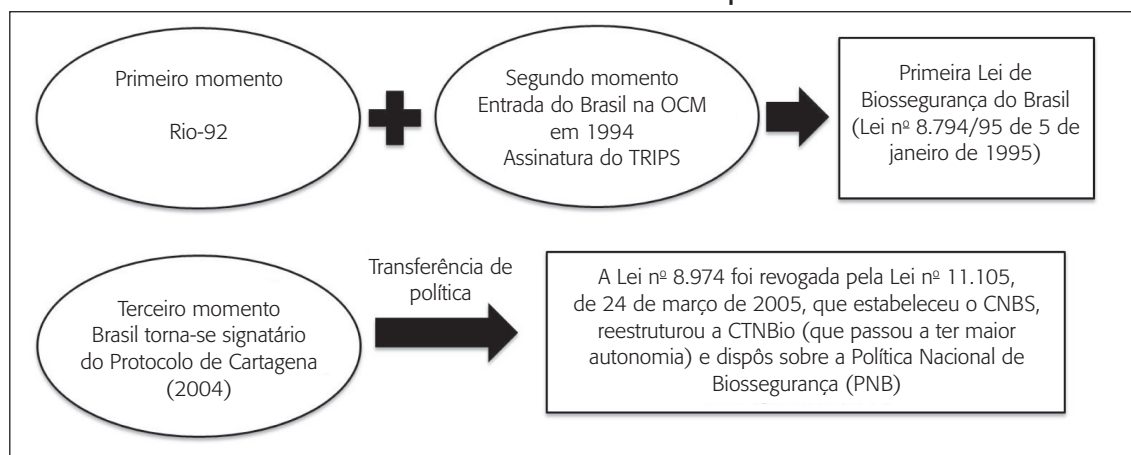 Primeiro momento
Rio-92
Segundo momento
Entrada do Brasil na OCM
em 1994
Assinatura do TRIPS
Primeira Lei de
Biossegurança do Brasil
(Lei nº 8.794/95 de 5 de
janeiro de 1995)
Terceiro momento
Brasil torna-se signatário
do Protocolo de Cartagena
(2004)
Transferência de
política
A Lei nº 8.974 foi revogada pela Lei nº 11.105,
de 24 de março de 2005, que estabeleceu o CNBS,
reestruturou a CTNBio (que passou a ter maior
autonomia) e dispôs sobre a Política Nacional de
Biossegurança (PNB)